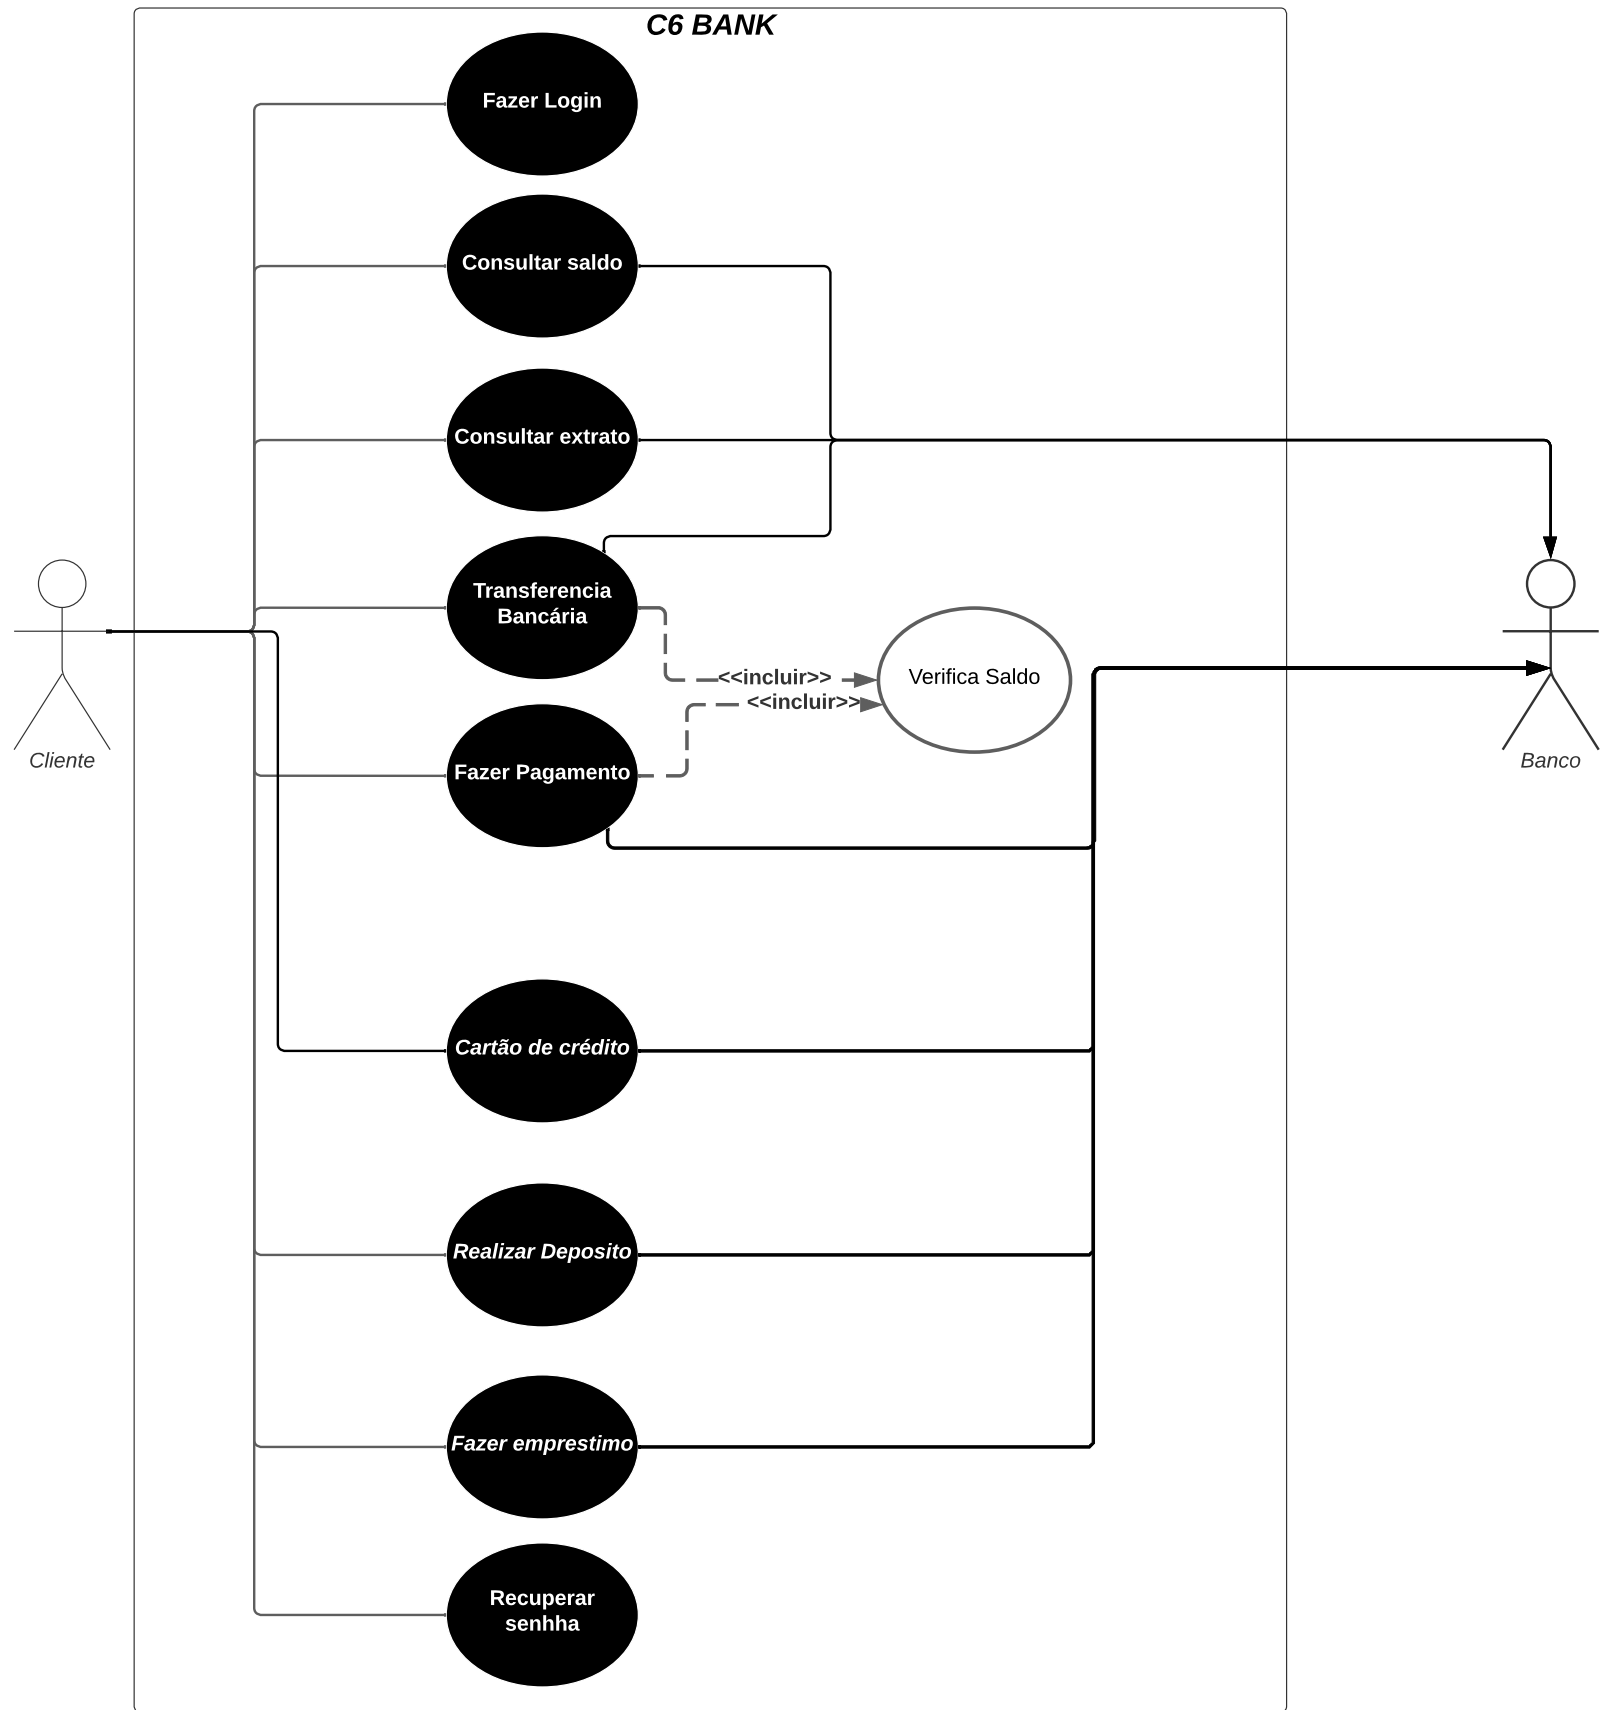 C6 BANK
Fazer Login
Consultar saldo
Consultar extrato
Transferencia
Bancária
<<incluir>>
Verifica Saldo
<<incluir>>
Cliente
Banco
Fazer Pagamento
Cartão de crédito
Realizar Deposito
Fazer emprestimo
Recuperar
senhha